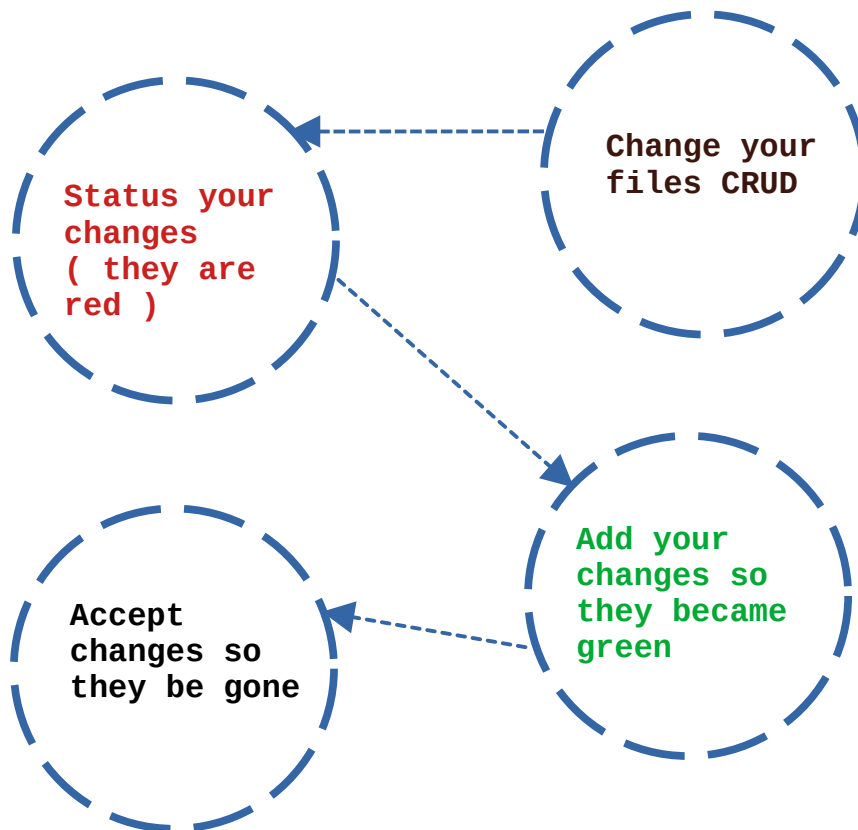 Change your
files CRUD
Status your
changes
( they are
red )
Add your
changes so
they became
green
Accept
changes so
they be gone